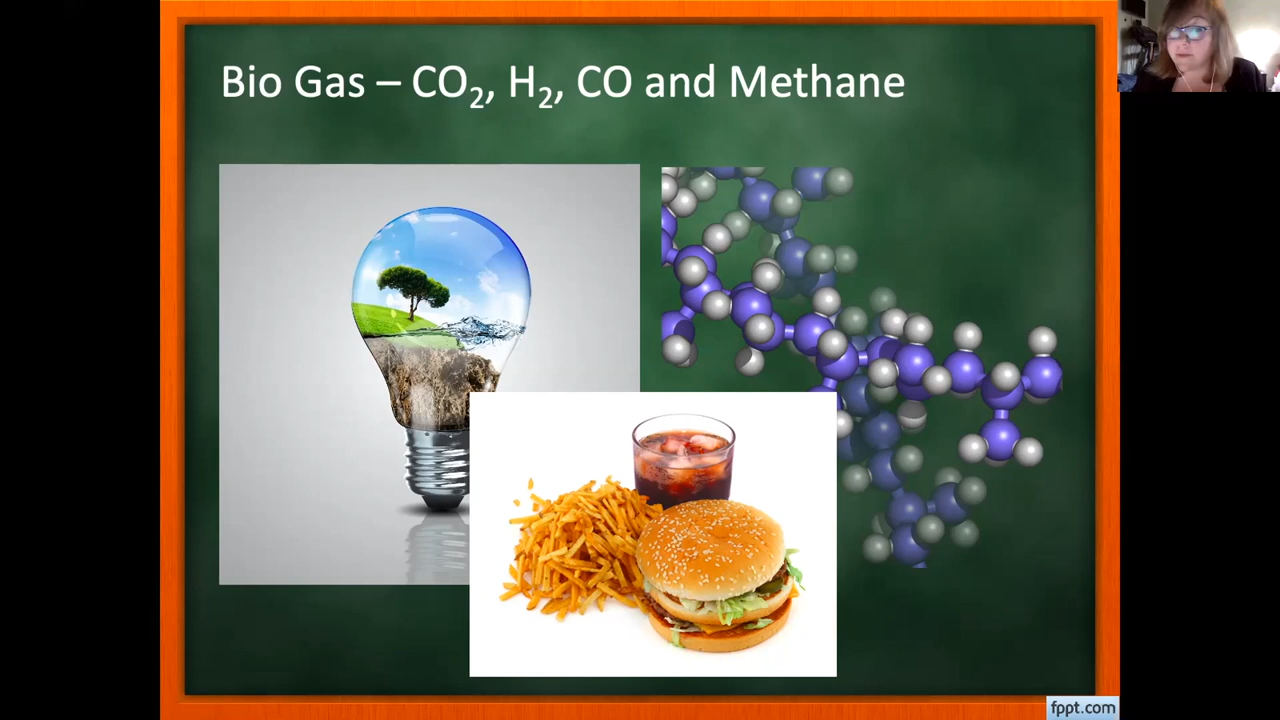 Bio Gas – CO₂, H₂, CO and Methane
fppt.com